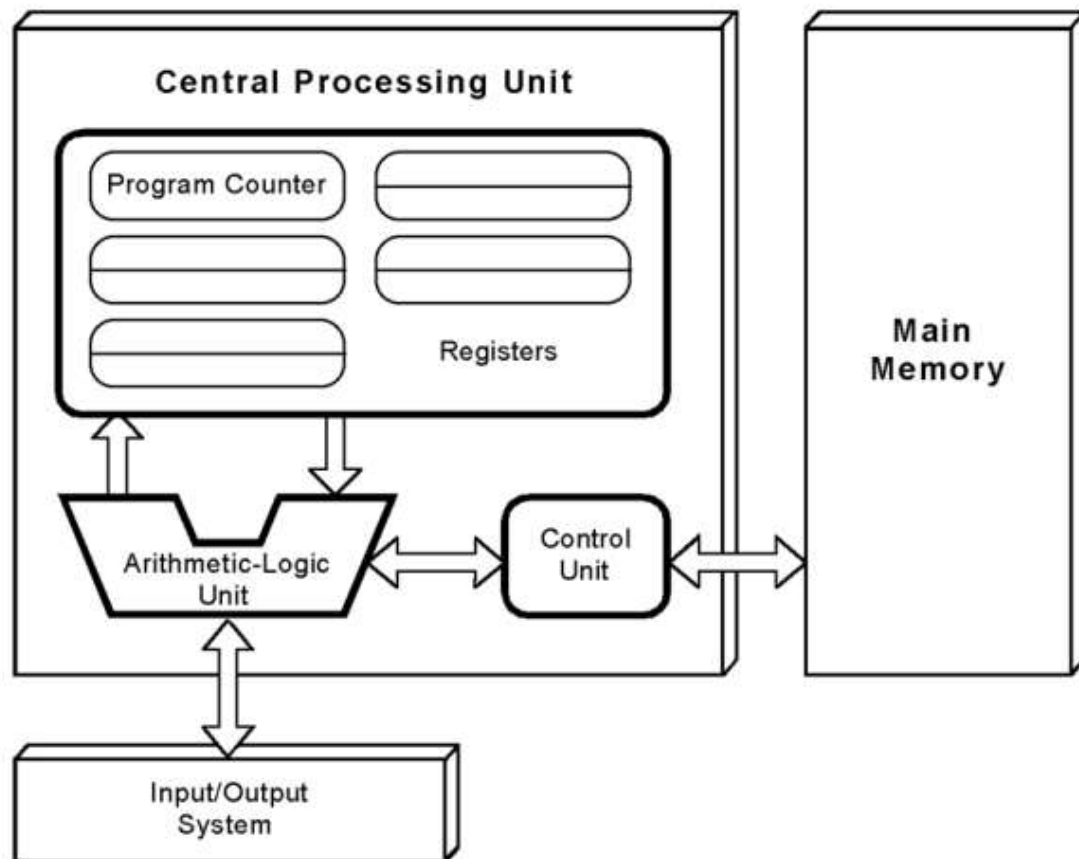 Central Processing Unit
Program Counter
Registers
Main
Memory
Arithmetic-Logic
Unit
Control
Unit
Input/Output
System